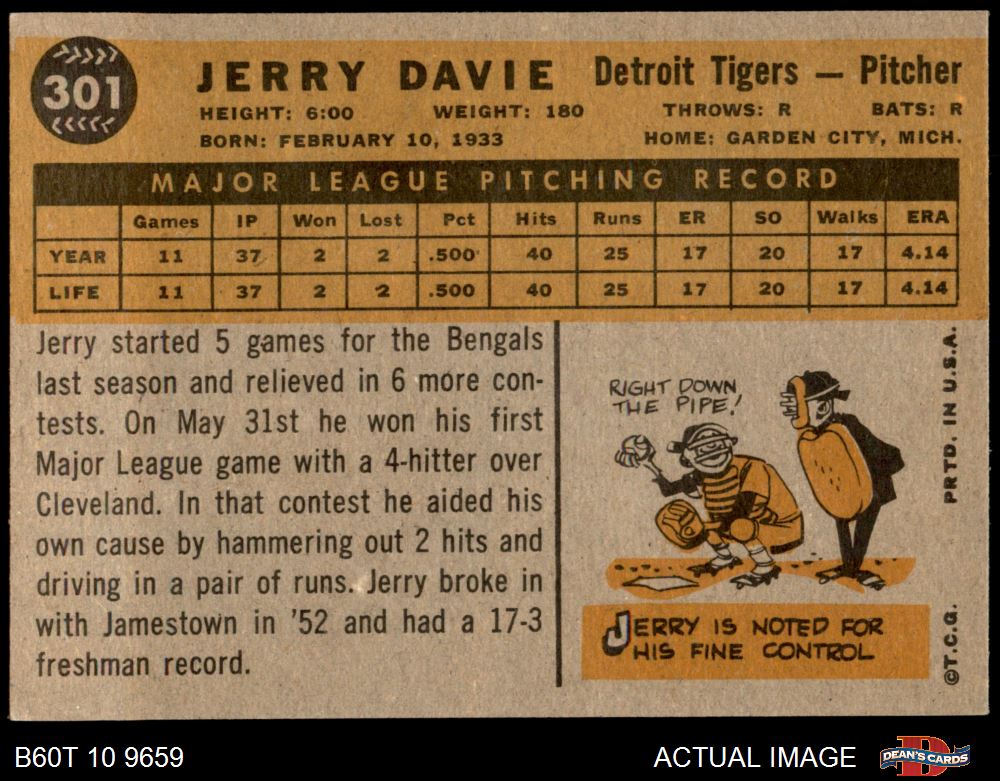 301
JERRY DAVIE
Detroit Tigers — Pitcher
HEIGHT: 6:00 WEIGHT: 180 THROWS: R BATS: R
BORN: FEBRUARY 10, 1933 HOME: GARDEN CITY, MICH.
MAJOR LEAGUE PITCHING RECORD
Games IP Won Lost Pct Hits Runs ER SO Walks ERA
YEAR 11 37 2 2 .500 40 25 17 20 17 4.14
LIFE 11 37 2 2 .500 40 25 17 20 17 4.14
Jerry started 5 games for the Bengals
last season and relieved in 6 more con-
tests. On May 31st he won his first
Major League game with a 4-hitter over
Cleveland. In that contest he aided his
own cause by hammering out 2 hits and
driving in a pair of runs. Jerry broke in
with Jamestown in '52 and had a 17-3
freshman record.
RIGHT DOWN
THE PIPE!
JERRY IS NOTED FOR
HIS FINE CONTROL
©T.C.G. PRTD. IN U.S.A.
B60T 10 9659
ACTUAL IMAGE
DEAN'S CARDS